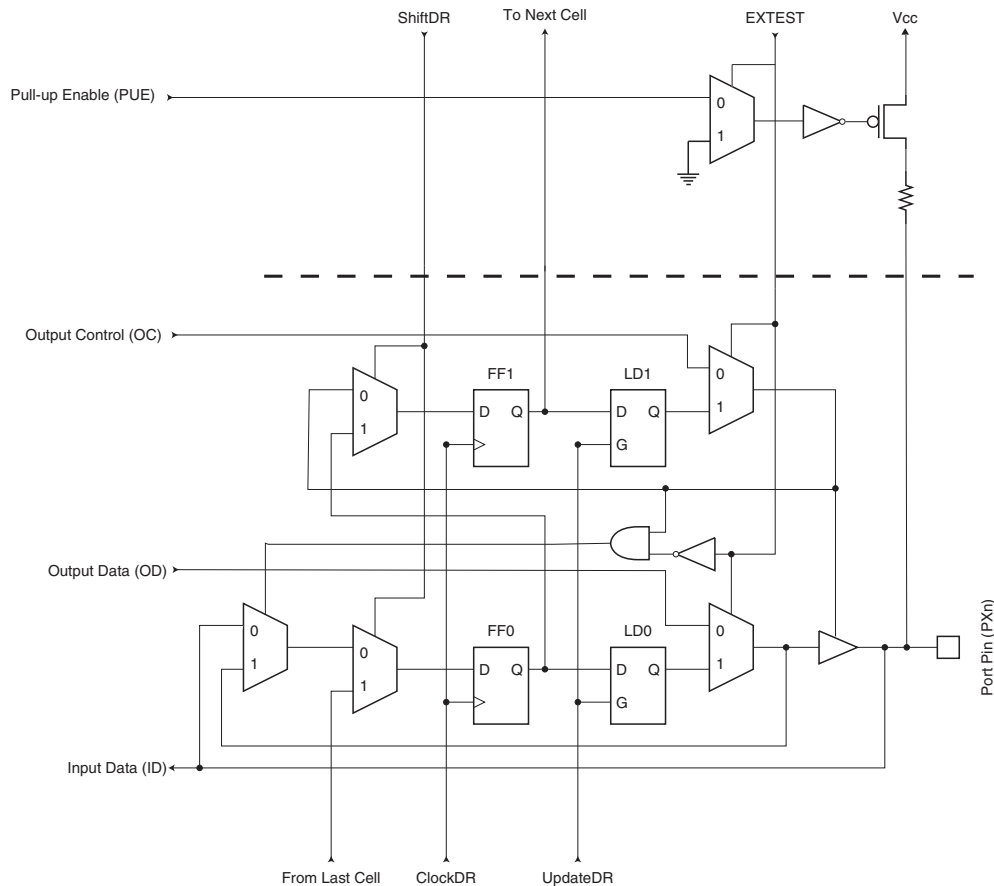 ShiftDR
To Next Cell
EXTEST
Vcc
Pull-up Enable (PUE)
0
1
Output Control (OC)
FF1
LD1
0
0
D Q
D Q
1
1
G
Output Data (OD)
FF0
LD0
0
0
0
D Q
D Q
1
1
1
G
Port Pin (PXn)
Input Data (ID)
From Last Cell
ClockDR
UpdateDR